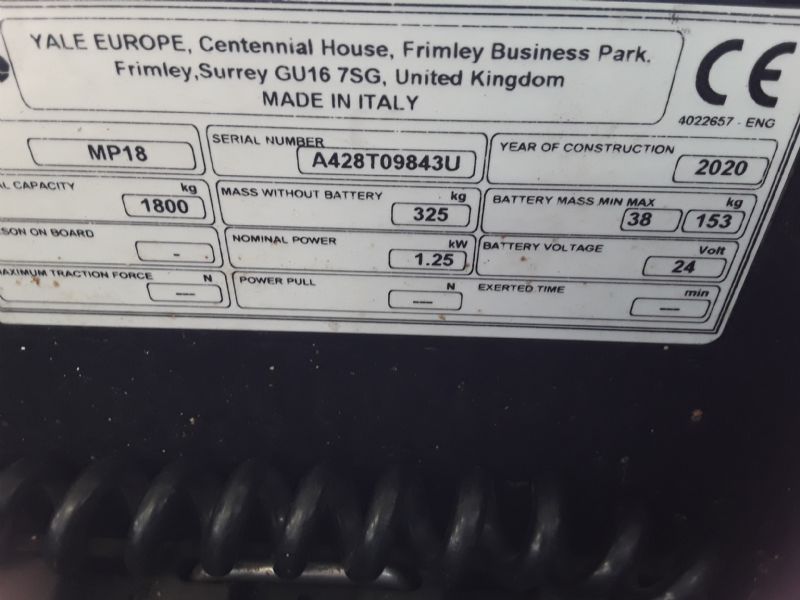 YALE EUROPE, Centennial House, Frimley Business Park.
Frimley,Surrey GU16 7SG, United Kingdom
MADE IN ITALY
CE
4022657 - ENG
MP18
SERIAL NUMBER A428T09843U
YEAR OF CONSTRUCTION 2020
CAPACITY kg 1800
MASS WITHOUT BATTERY kg 325
BATTERY MASS MIN MAX kg 38 153
ON BOARD -
NOMINAL POWER kW 1.25
BATTERY VOLTAGE Volt 24
MAXIMUM TRACTION FORCE N ---
POWER PULL N ---
EXERTED TIME min ---